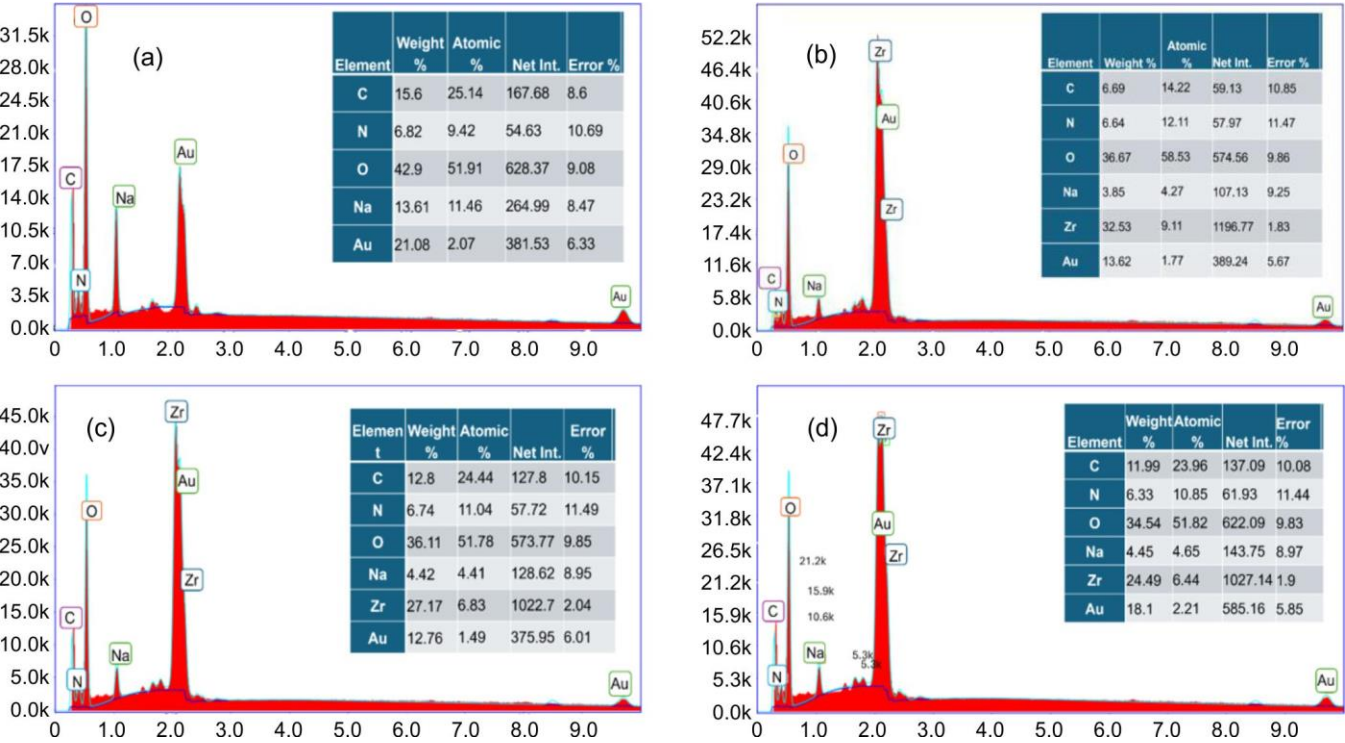 (a)
31.5k
28.0k
24.5k
21.0k
17.5k
14.0k
10.5k
7.0k
3.5k
0.0k
O
C
N
Na
Au
Au
0 1.0 2.0 3.0 4.0 5.0 6.0 7.0 8.0 9.0
Element Weight % Atomic % Net Int. Error %
C 15.6 25.14 167.68 8.6
N 6.82 9.42 54.63 10.69
O 42.9 51.91 628.37 9.08
Na 13.61 11.46 264.99 8.47
Au 21.08 2.07 381.53 6.33
(b)
52.2k
46.4k
40.6k
34.8k
29.0k
23.2k
17.4k
11.6k
5.8k
0.0k
Zr
Au
O
Zr
C
N
Na
Au
0 1.0 2.0 3.0 4.0 5.0 6.0 7.0 8.0 9.0
Element Weight % Atomic % Net Int. Error %
C 6.69 14.22 59.13 10.85
N 6.64 12.11 57.97 11.47
O 36.67 58.53 574.56 9.86
Na 3.85 4.27 107.13 9.25
Zr 32.53 9.11 1196.77 1.83
Au 13.62 1.77 389.24 5.67
(c)
45.0k
40.0v
35.0k
30.0k
25.0k
20.0k
15.0k
10.0k
5.0k
0.0k
Zr
Au
O
Zr
C
N
Na
Au
0 1.0 2.0 3.0 4.0 5.0 6.0 7.0 8.0 9.0
Element Weight % Atomic % Net Int. Error %
C 12.8 24.44 127.8 10.15
N 6.74 11.04 57.72 11.49
O 36.11 51.78 573.77 9.85
Na 4.42 4.41 128.62 8.95
Zr 27.17 6.83 1022.7 2.04
Au 12.76 1.49 375.95 6.01
(d)
47.7k
42.4k
37.1k
31.8k
26.5k
21.2k
15.9k
10.6k
5.3k
0.0k
Zr
O
Au
Zr
21.2k
15.9k
10.6k
5.3k
5.3k
C
N
Na
Au
0 1.0 2.0 3.0 4.0 5.0 6.0 7.0 8.0 9.0
Element Weight % Atomic % Net Int. Error %
C 11.99 23.96 137.09 10.08
N 6.33 10.85 61.93 11.44
O 34.54 51.82 622.09 9.83
Na 4.45 4.65 143.75 8.97
Zr 24.49 6.44 1027.14 1.9
Au 18.1 2.21 585.16 5.85